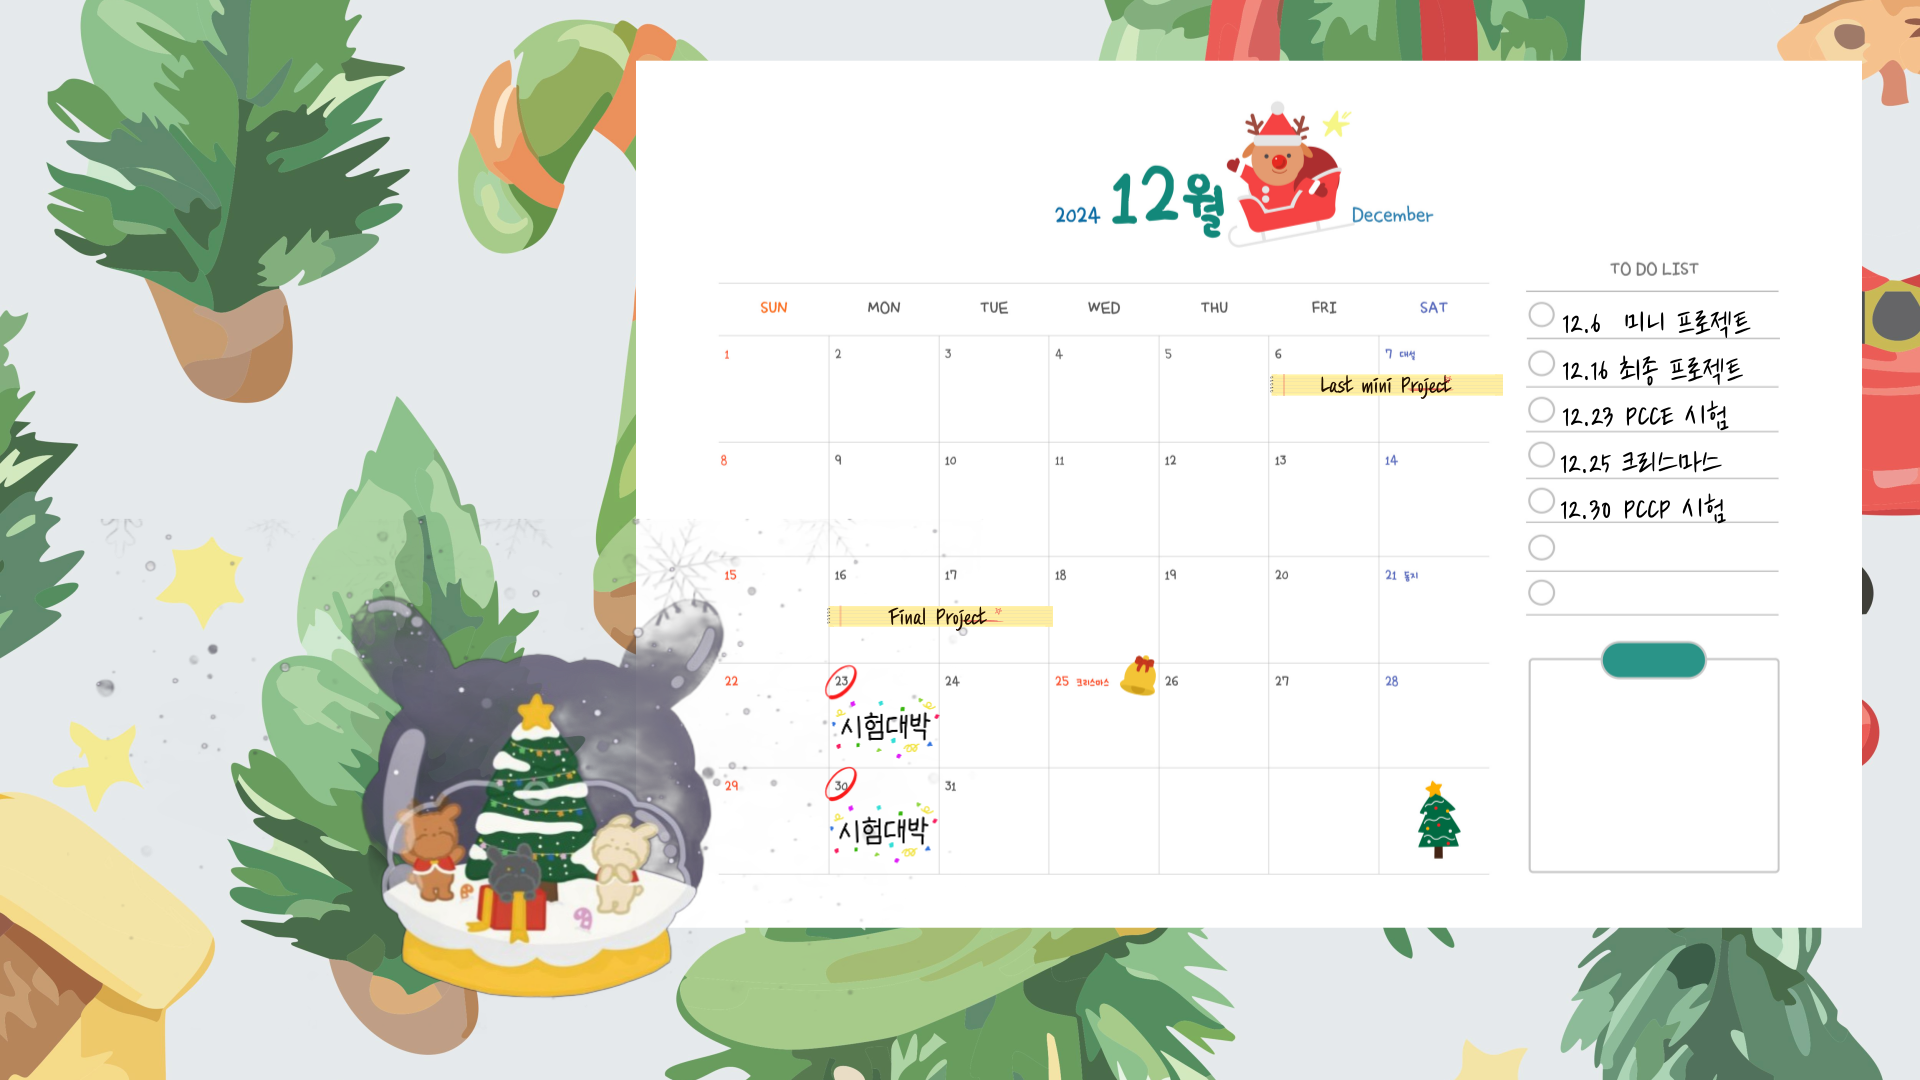 2024 12월 December
SUN MON TUE WED THU FRI SAT
1 2 3 4 5 6 7 대설
Last mini Project
8 9 10 11 12 13 14
15 16 17 18 19 20 21 동지
Final Project
22 23 24 25 크리스마스 26 27 28
시험대박
29 30 31
시험대박
TO DO LIST
12.6 미니 프로젝트
12.16 최종 프로젝트
12.23 PCCE 시험
12.25 크리스마스
12.30 PCCP 시험